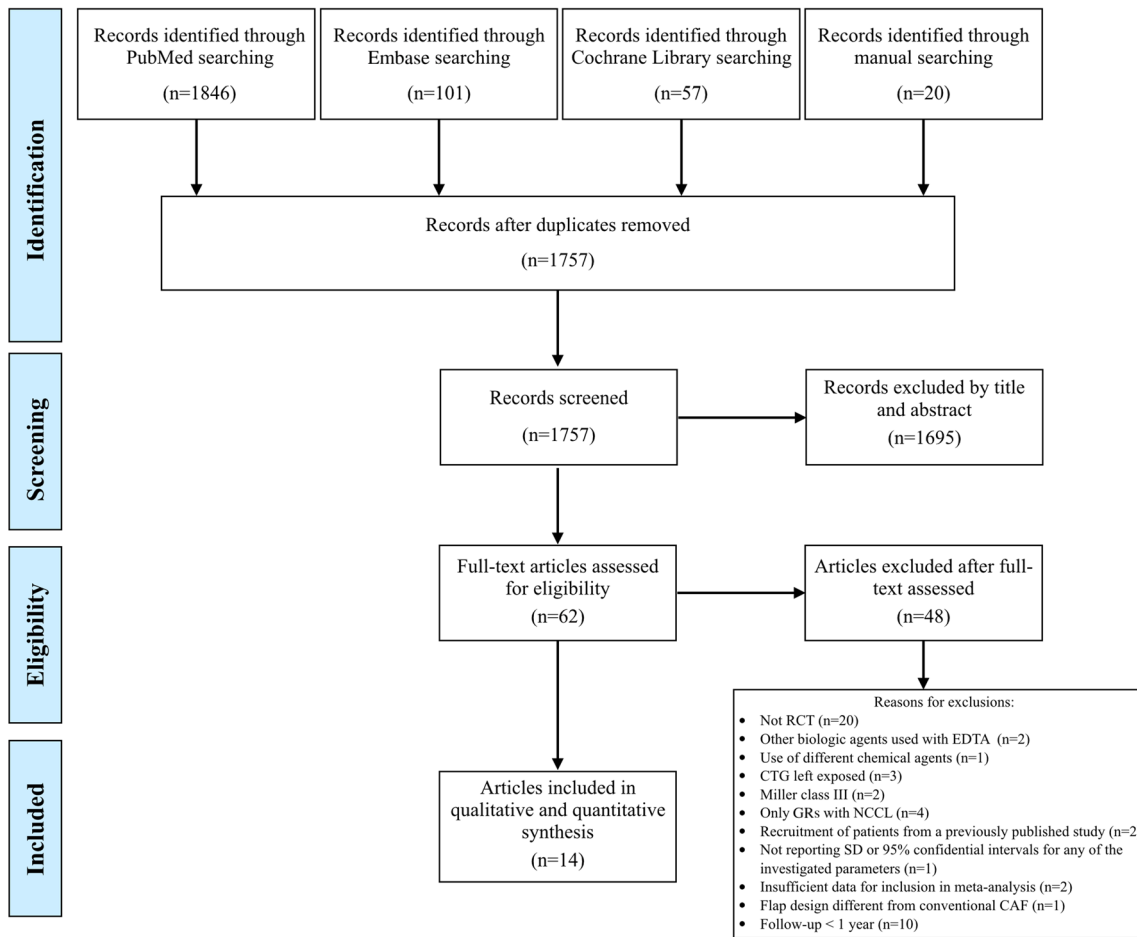 Identification
Records identified through
PubMed searching
(n=1846)
Records identified through
Embase searching
(n=101)
Records identified through
Cochrane Library searching
(n=57)
Records identified through
manual searching
(n=20)
Records after duplicates removed
(n=1757)
Screening
Records screened
(n=1757)
Records excluded by title
and abstract
(n=1695)
Eligibility
Full-text articles assessed
for eligibility
(n=62)
Articles excluded after full-
text assessed
(n=48)
Reasons for exclusions:
• Not RCT (n=20)
• Other biologic agents used with EDTA (n=2)
• Use of different chemical agents (n=1)
• CTG left exposed (n=3)
• Miller class III (n=2)
• Only GRs with NCCL (n=4)
• Recruitment of patients from a previously published study (n=2
• Not reporting SD or 95% confidential intervals for any of the
investigated parameters (n=1)
• Insufficient data for inclusion in meta-analysis (n=2)
• Flap design different from conventional CAF (n=1)
• Follow-up < 1 year (n=10)
Included
Articles included in
qualitative and quantitative
synthesis
(n=14)